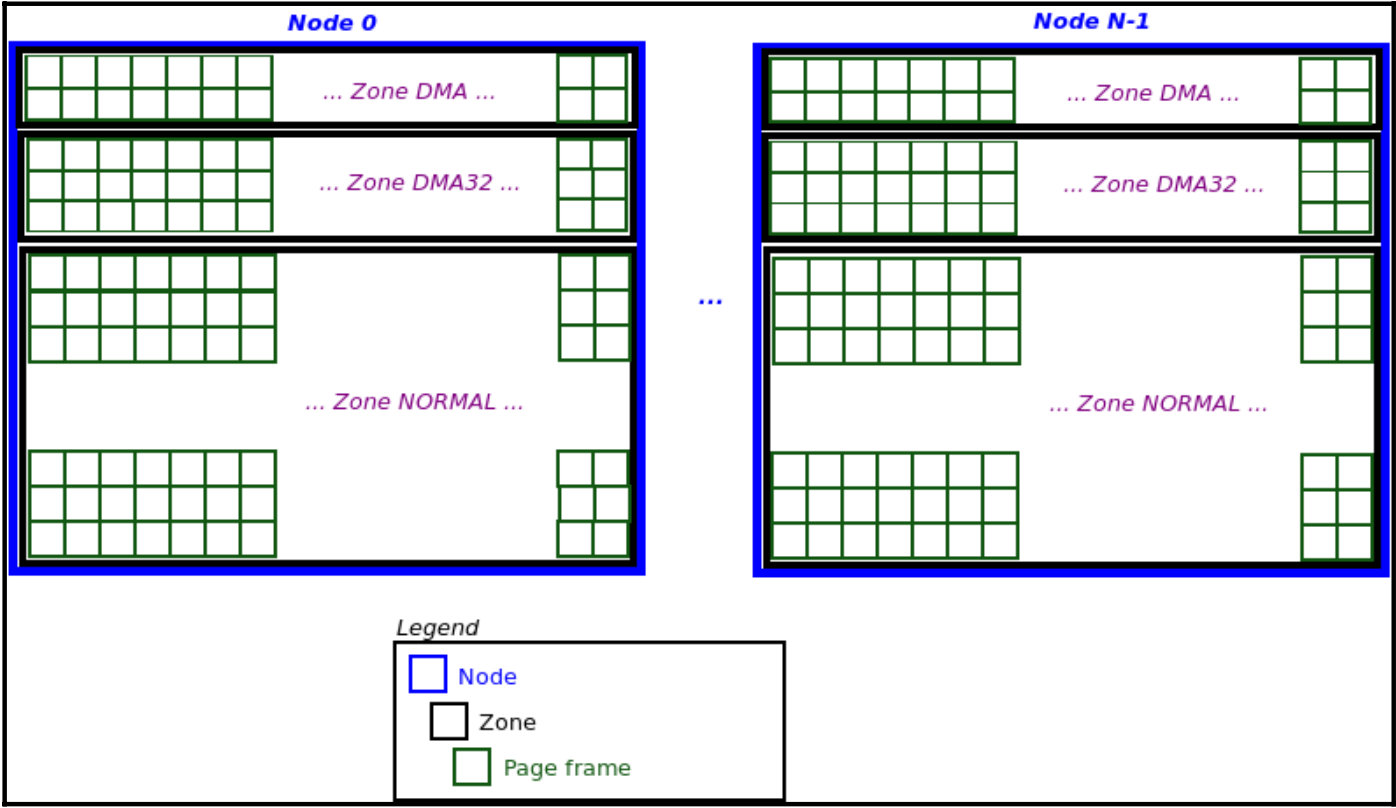 Node 0
Node N-1
... Zone DMA ...
... Zone DMA ...
... Zone DMA32 ...
... Zone DMA32 ...
...
... Zone NORMAL ...
... Zone NORMAL ...
Legend
Node
Zone
Page frame